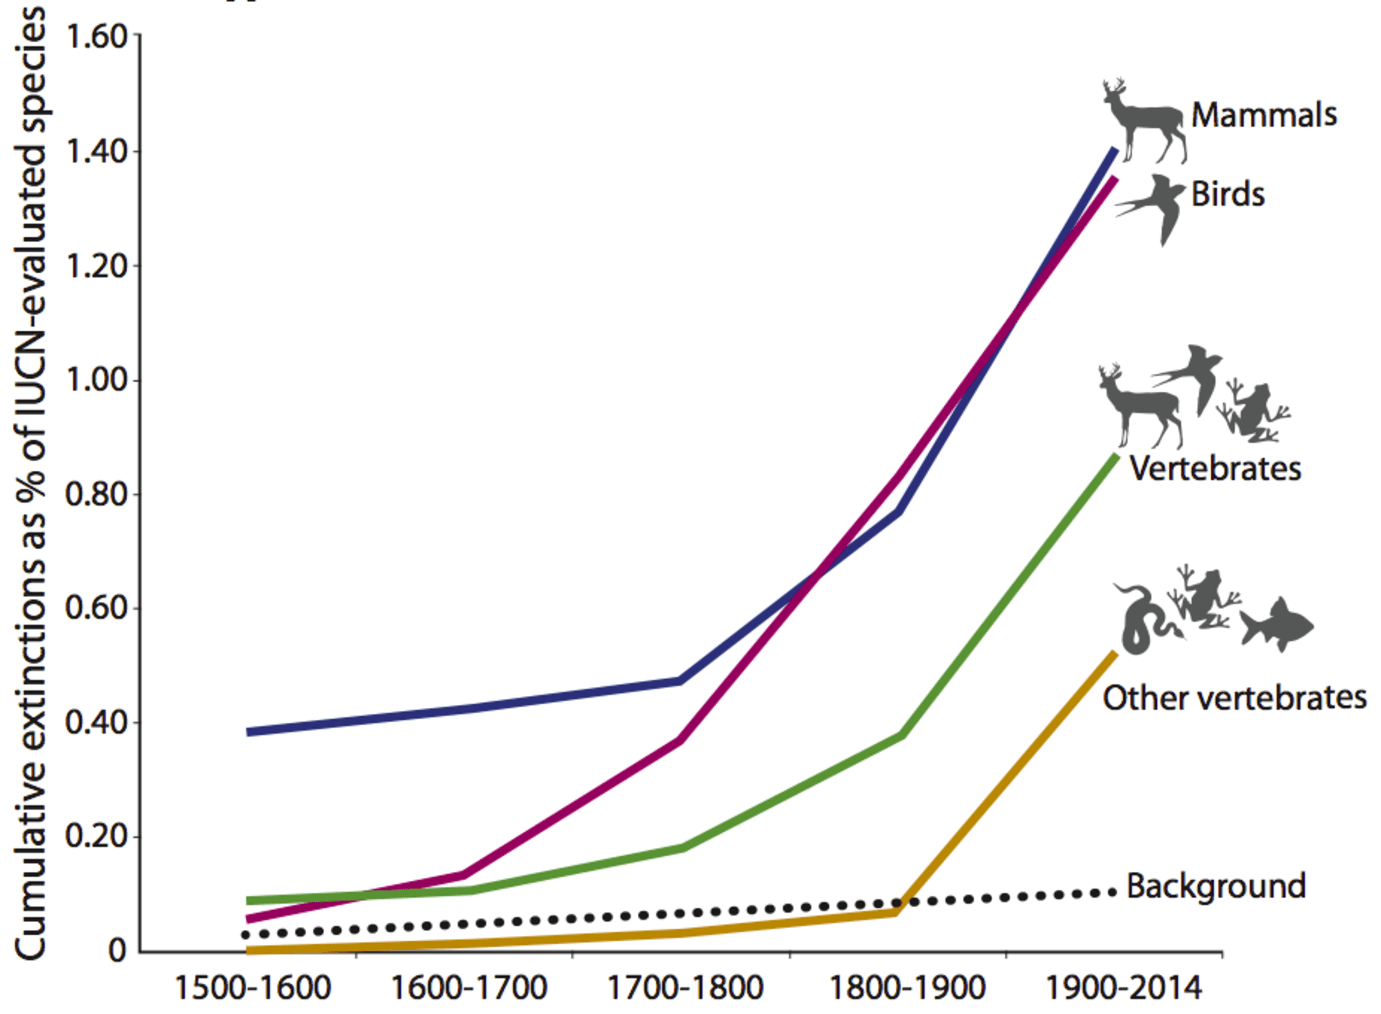 Cumulative extinctions as % of IUCN-evaluated species
1.60
1.40
1.20
1.00
0.80
0.60
0.40
0.20
0
Mammals
Birds
Vertebrates
Other vertebrates
Background
1500-1600 1600-1700 1700-1800 1800-1900 1900-2014